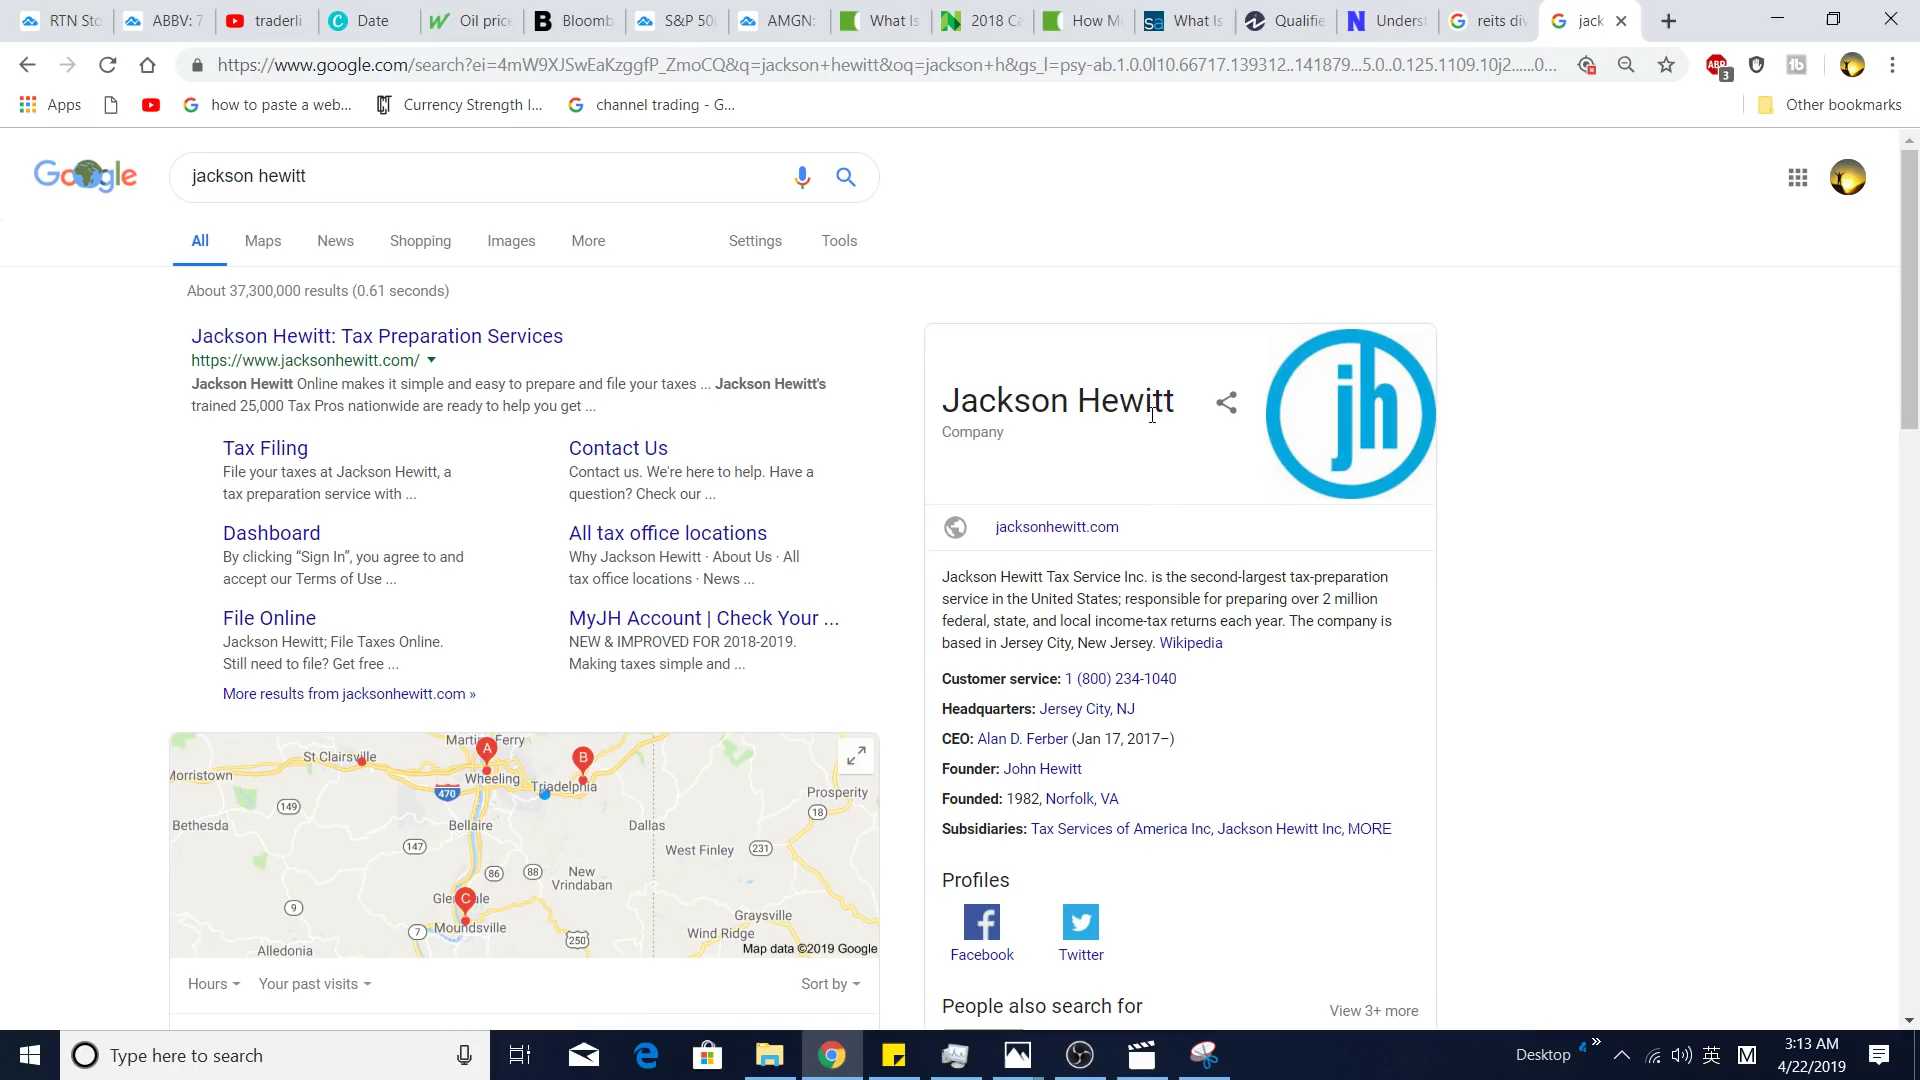 RTN Sto
ABBV: 7
traderli
Date
Oil price
Bloomb
S&P 50
AMGN:
What Is
2018 Ca
How M
What Is
Qualifie
Underst
reits div
jack
https://www.google.com/search?ei=4mW9XJSwEaKzggfP_ZmoCQ&q=jackson+hewitt&oq=jackson+h&gs_l=psy-ab.1.0.0l10.66717.139312..141879...5.0..0.125.1109.10j2......0...
ABP
3
Apps
how to paste a web...
Currency Strength I...
channel trading - G...
Other bookmarks
Google
jackson hewitt
All
Maps
News
Shopping
Images
More
Settings
Tools
About 37,300,000 results (0.61 seconds)
Jackson Hewitt: Tax Preparation Services
https://www.jacksonhewitt.com/
Jackson Hewitt Online makes it simple and easy to prepare and file your taxes ... Jackson Hewitt's
trained 25,000 Tax Pros nationwide are ready to help you get ...
Tax Filing
File your taxes at Jackson Hewitt, a
tax preparation service with ...
Contact Us
Contact us. We're here to help. Have a
question? Check our ...
Dashboard
By clicking “Sign In”, you agree to and
accept our Terms of Use ...
All tax office locations
Why Jackson Hewitt · About Us · All
tax office locations · News ...
File Online
Jackson Hewitt; File Taxes Online.
Still need to file? Get free ...
MyJH Account | Check Your ...
NEW & IMPROVED FOR 2018-2019.
Making taxes simple and ...
More results from jacksonhewitt.com »
Martins Ferry
St Clairsville
A
B
Morristown
Wheeling
Triadelphia
470
Prosperity
149
18
Bethesda
Bellaire
Dallas
147
West Finley
231
86
88
New
Vrindaban
C
Glen Dale
9
Graysville
7
Moundsville
250
Wind Ridge
Alledonia
Map data ©2019 Google
Hours
Your past visits
Sort by
Jackson Hewitt
Company
jh
jacksonhewitt.com
Jackson Hewitt Tax Service Inc. is the second-largest tax-preparation
service in the United States; responsible for preparing over 2 million
federal, state, and local income-tax returns each year. The company is
based in Jersey City, New Jersey. Wikipedia
Customer service: 1 (800) 234-1040
Headquarters: Jersey City, NJ
CEO: Alan D. Ferber (Jan 17, 2017–)
Founder: John Hewitt
Founded: 1982, Norfolk, VA
Subsidiaries: Tax Services of America Inc, Jackson Hewitt Inc, MORE
Profiles
Facebook
Twitter
People also search for
View 3+ more
Type here to search
Desktop
英
M
3:13 AM
4/22/2019